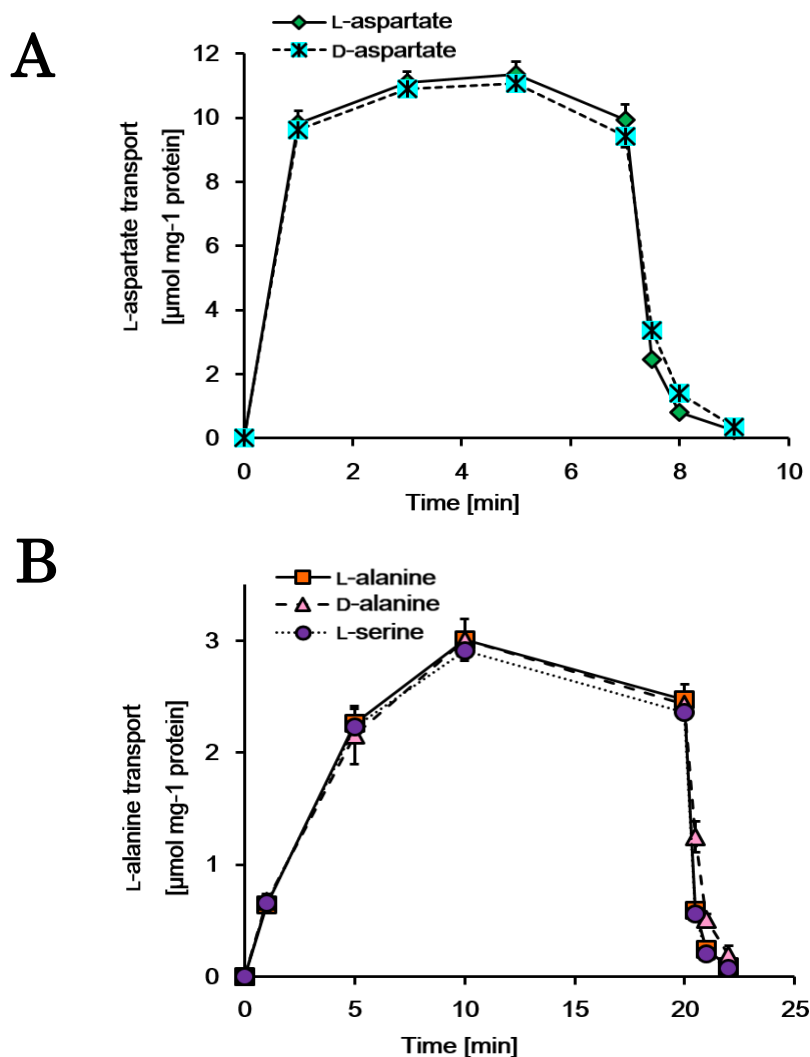 A
L-aspartate
D-aspartate
12
10
8
6
4
2
0
L-aspartate transport
[µmol mg-1 protein]
0 2 4 6 8 10
Time [min]
B
L-alanine
D-alanine
L-serine
3
2
1
0
L-alanine transport
[µmol mg-1 protein]
0 5 10 15 20 25
Time [min]